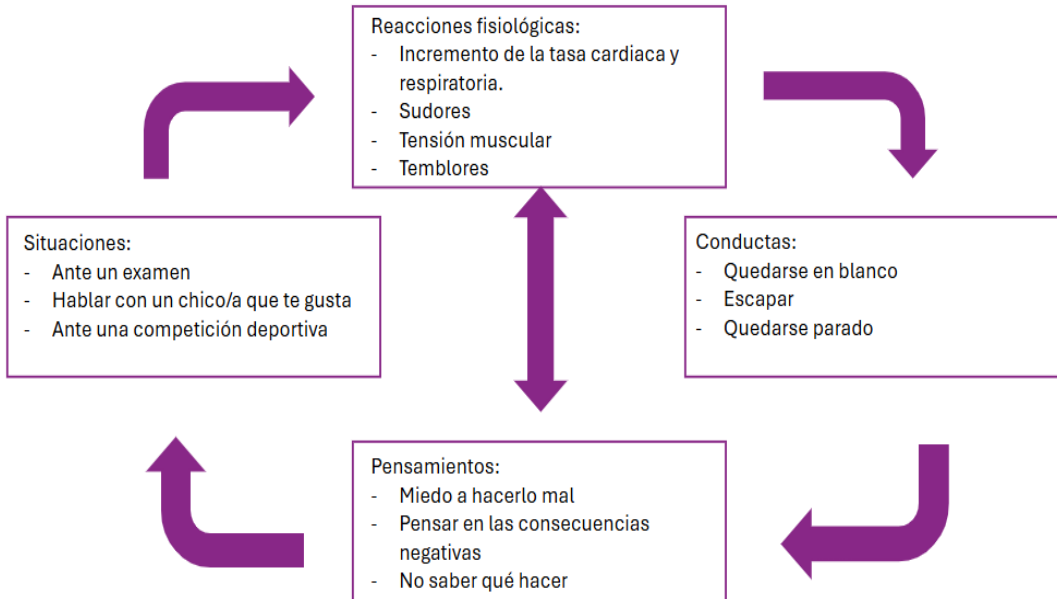 Reacciones fisiológicas:
- Incremento de la tasa cardiaca y
respiratoria.
- Sudores
- Tensión muscular
- Temblores
Situaciones:
- Ante un examen
- Hablar con un chico/a que te gusta
- Ante una competición deportiva
Conductas:
- Quedarse en blanco
- Escapar
- Quedarse parado
Pensamientos:
- Miedo a hacerlo mal
- Pensar en las consecuencias
negativas
- No saber qué hacer